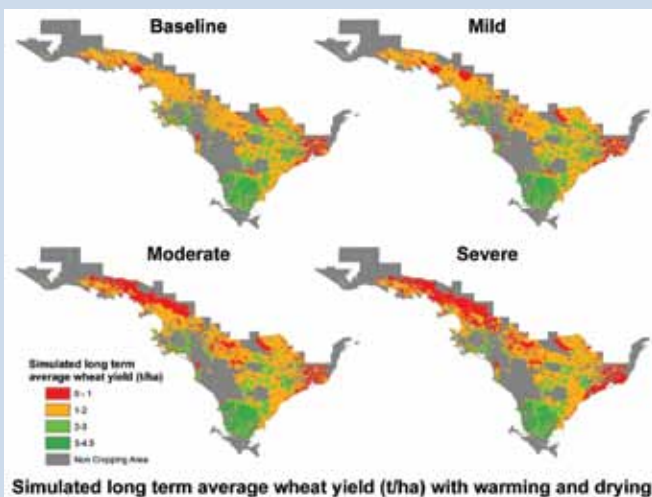 Baseline
Mild
Moderate
Severe
Simulated long term
average wheat yield (t/ha)
0 - 1
1-2
2-3
3-4.5
Non Cropping Area
Simulated long term average wheat yield (t/ha) with warming and drying